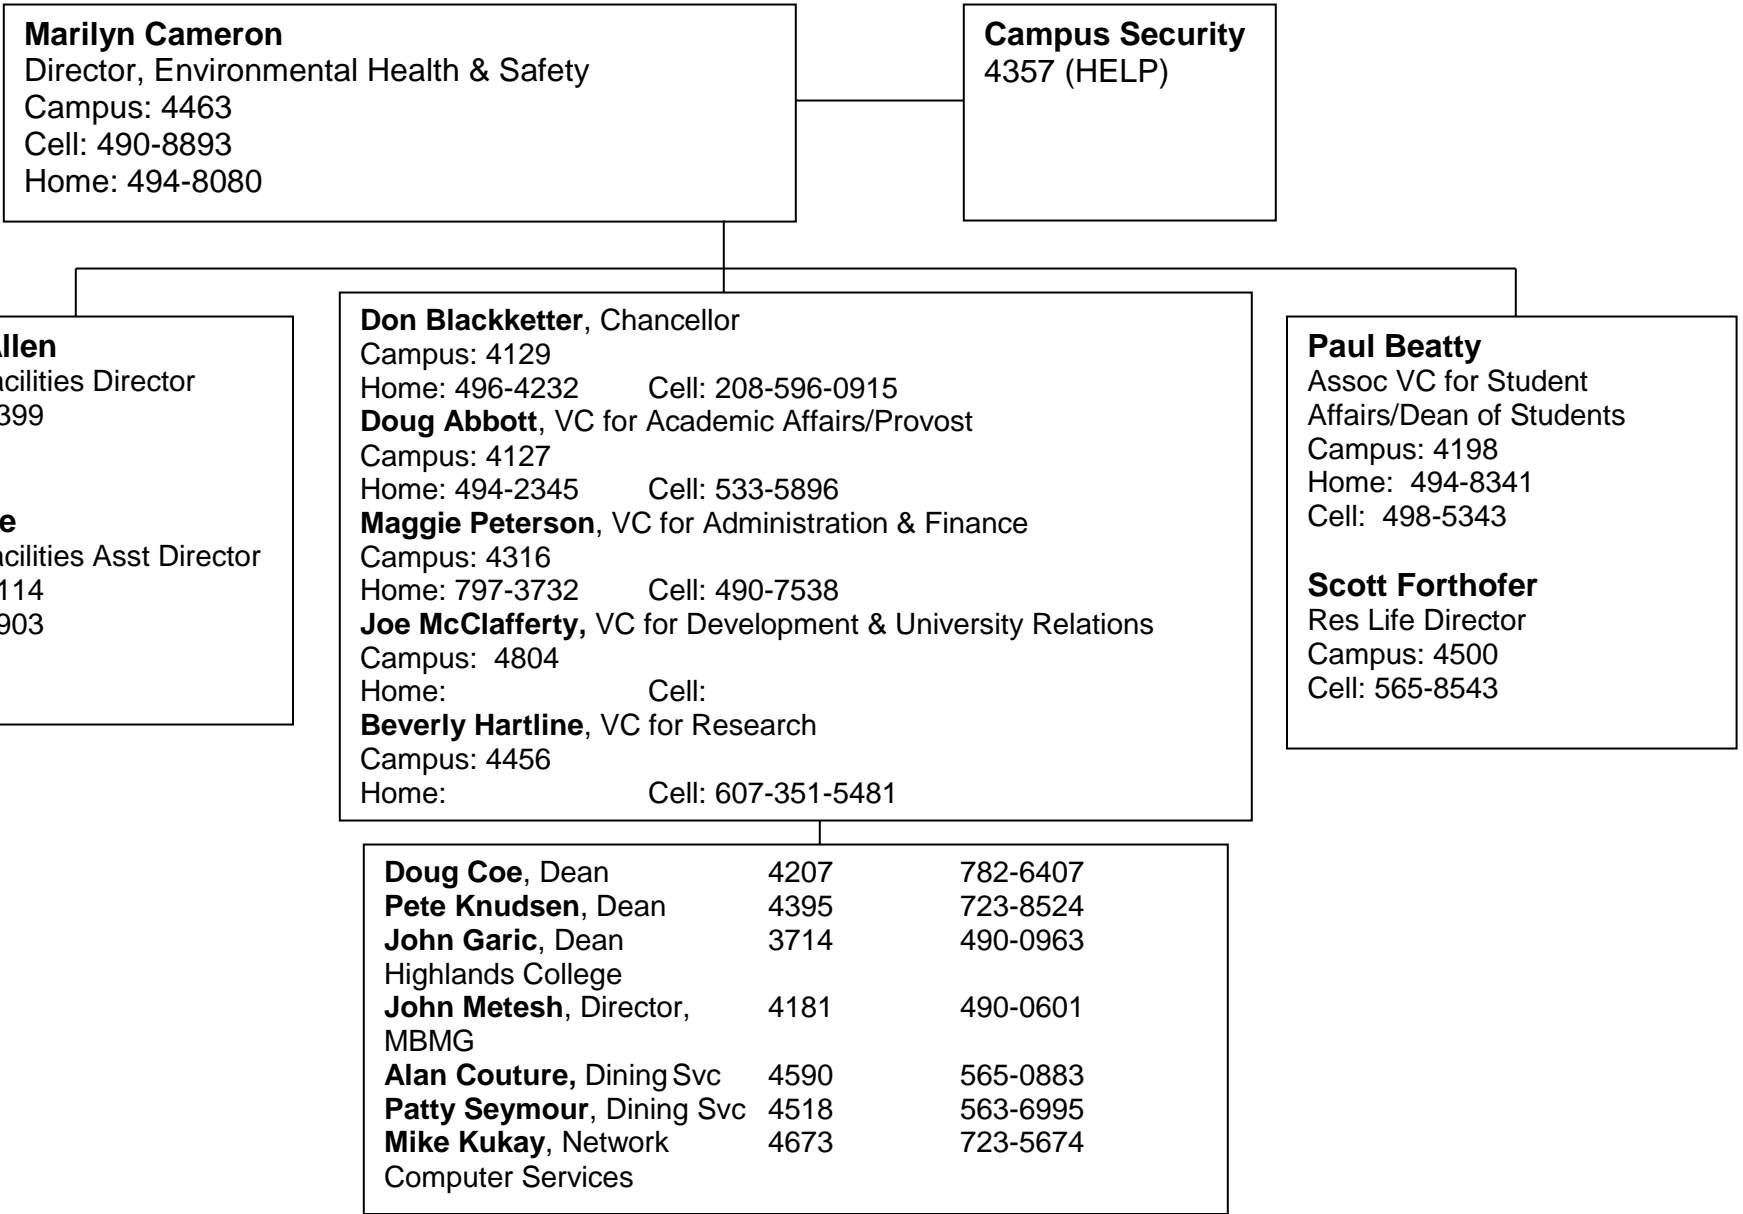 Marilyn Cameron
Director, Environmental Health & Safety
Campus: 4463
Cell: 490-8893
Home: 494-8080
Campus Security
4357 (HELP)
Facilities Director
399
Facilities Asst Director
114
903
Don Blackketter, Chancellor
Campus: 4129
Home: 496-4232 Cell: 208-596-0915
Doug Abbott, VC for Academic Affairs/Provost
Campus: 4127
Home: 494-2345 Cell: 533-5896
Maggie Peterson, VC for Administration & Finance
Campus: 4316
Home: 797-3732 Cell: 490-7538
Joe McClafferty, VC for Development & University Relations
Campus: 4804
Home: Cell:
Beverly Hartline, VC for Research
Campus: 4456
Home: Cell: 607-351-5481
Paul Beatty
Assoc VC for Student
Affairs/Dean of Students
Campus: 4198
Home: 494-8341
Cell: 498-5343
Scott Forthofer
Res Life Director
Campus: 4500
Cell: 565-8543
Doug Coe, Dean 4207 782-6407
Pete Knudsen, Dean 4395 723-8524
John Garic, Dean 3714 490-0963
Highlands College
John Metesh, Director, 4181 490-0601
MBMG
Alan Couture, Dining Svc 4590 565-0883
Patty Seymour, Dining Svc 4518 563-6995
Mike Kukay, Network 4673 723-5674
Computer Services